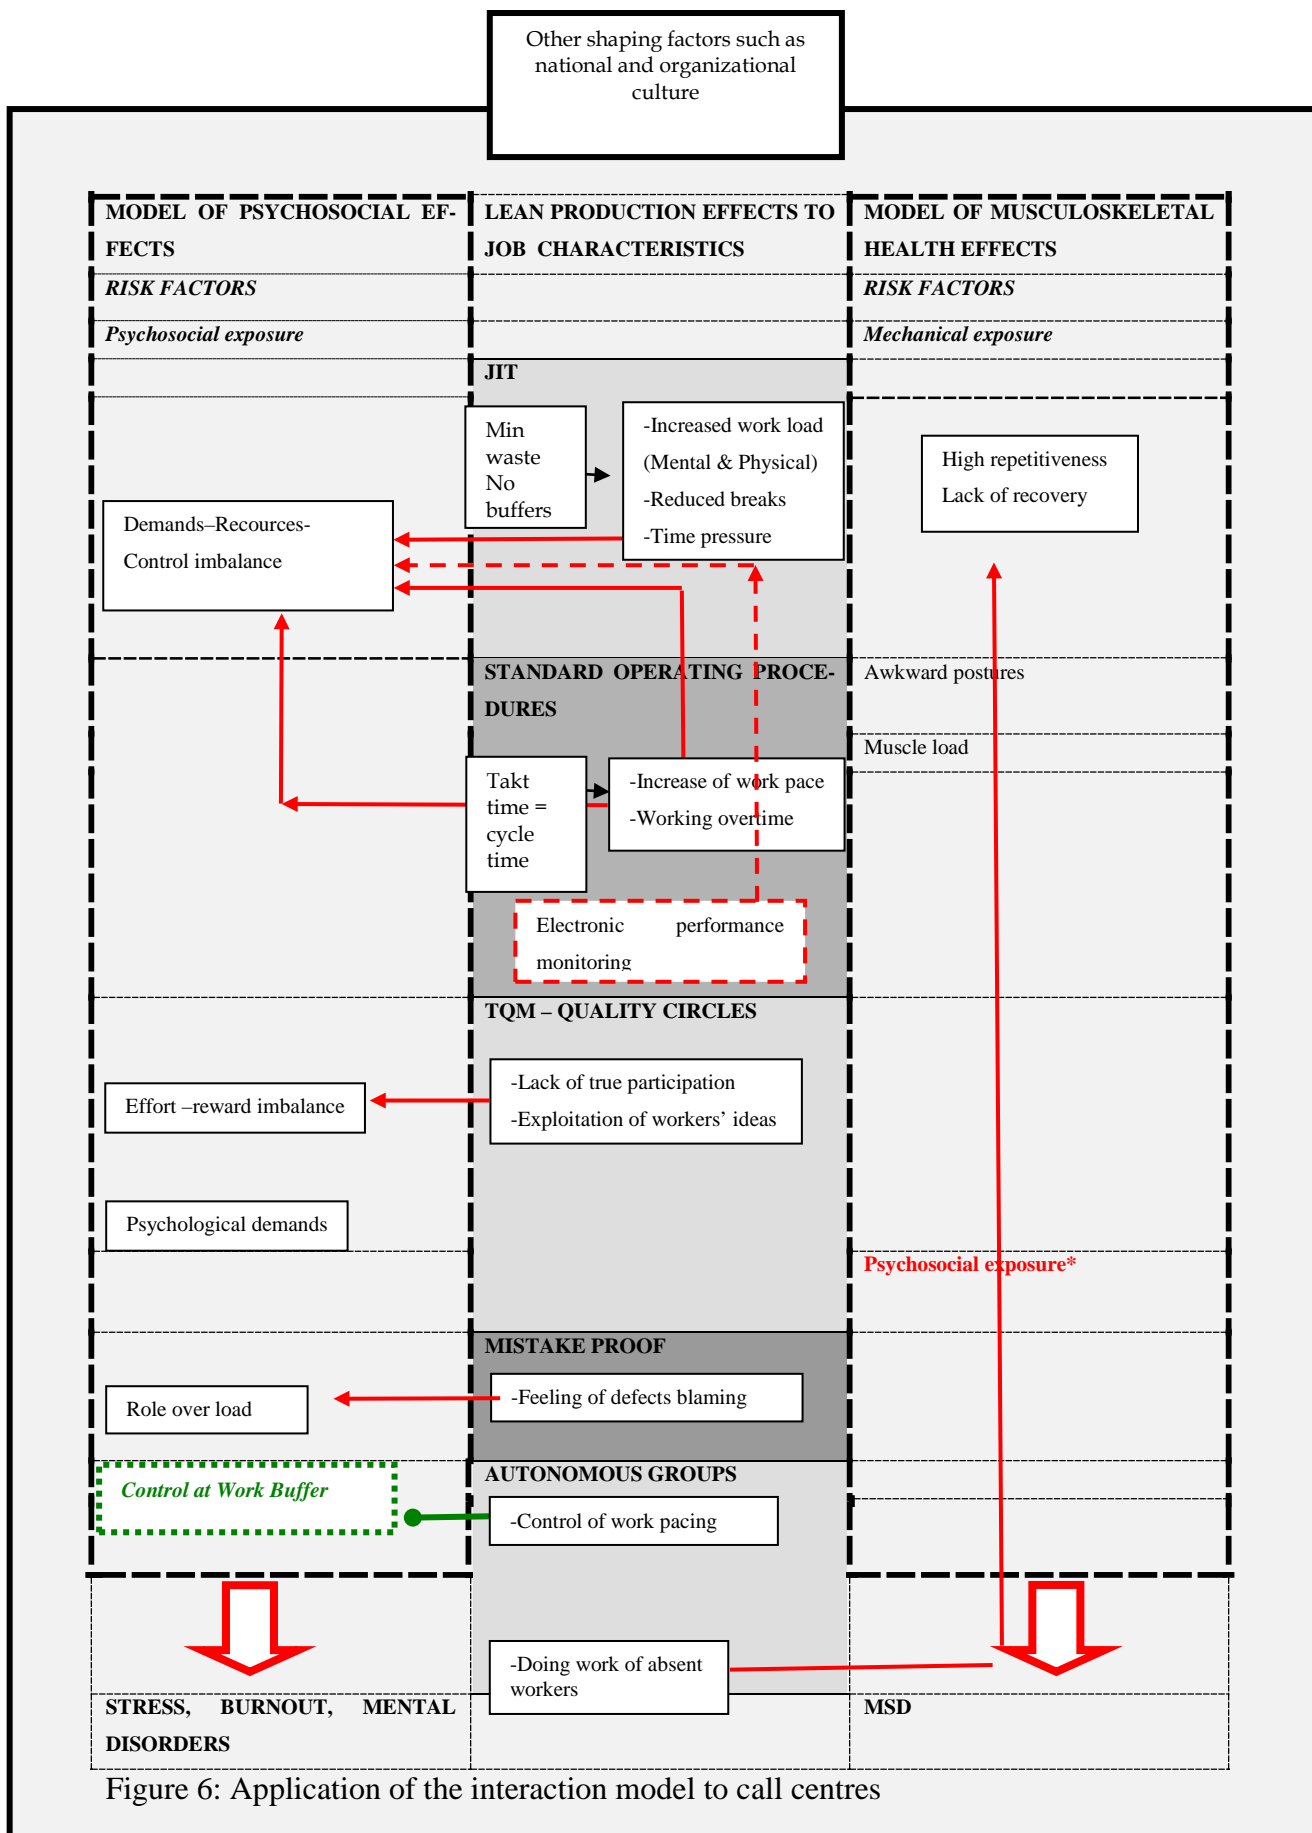 Other shaping factors such as
national and organizational
culture
MODEL OF PSYCHOSOCIAL EF-
FECTS
LEAN PRODUCTION EFFECTS TO
JOB CHARACTERISTICS
MODEL OF MUSCULOSKELETAL
HEALTH EFFECTS
RISK FACTORS
RISK FACTORS
Psychosocial exposure
Mechanical exposure
JIT
Min
waste
No
buffers
-Increased work load
(Mental & Physical)
-Reduced breaks
-Time pressure
High repetitiveness
Lack of recovery
Demands–Recources-
Control imbalance
STANDARD OPERATING PROCE-
DURES
Awkward postures
Muscle load
Takt
time =
cycle
time
-Increase of work pace
-Working overtime
Electronic performance
monitoring
TQM – QUALITY CIRCLES
-Lack of true participation
-Exploitation of workers’ ideas
Effort –reward imbalance
Psychological demands
Psychosocial exposure*
MISTAKE PROOF
-Feeling of defects blaming
Role over load
AUTONOMOUS GROUPS
Control at Work Buffer
-Control of work pacing
-Doing work of absent
workers
STRESS, BURNOUT, MENTAL
DISORDERS
MSD
Figure 6: Application of the interaction model to call centres